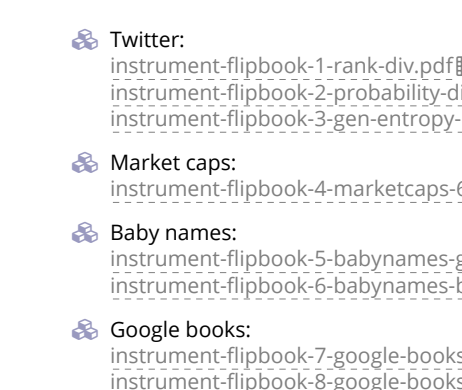 Twitter:
instrument-flipbook-1-rank-div.pdf
instrument-flipbook-2-probability-di
instrument-flipbook-3-gen-entropy-
Market caps:
instrument-flipbook-4-marketcaps-6
Baby names:
instrument-flipbook-5-babynames-g
instrument-flipbook-6-babynames-b
Google books:
instrument-flipbook-7-google-books
instrument-flipbook-8-google-books